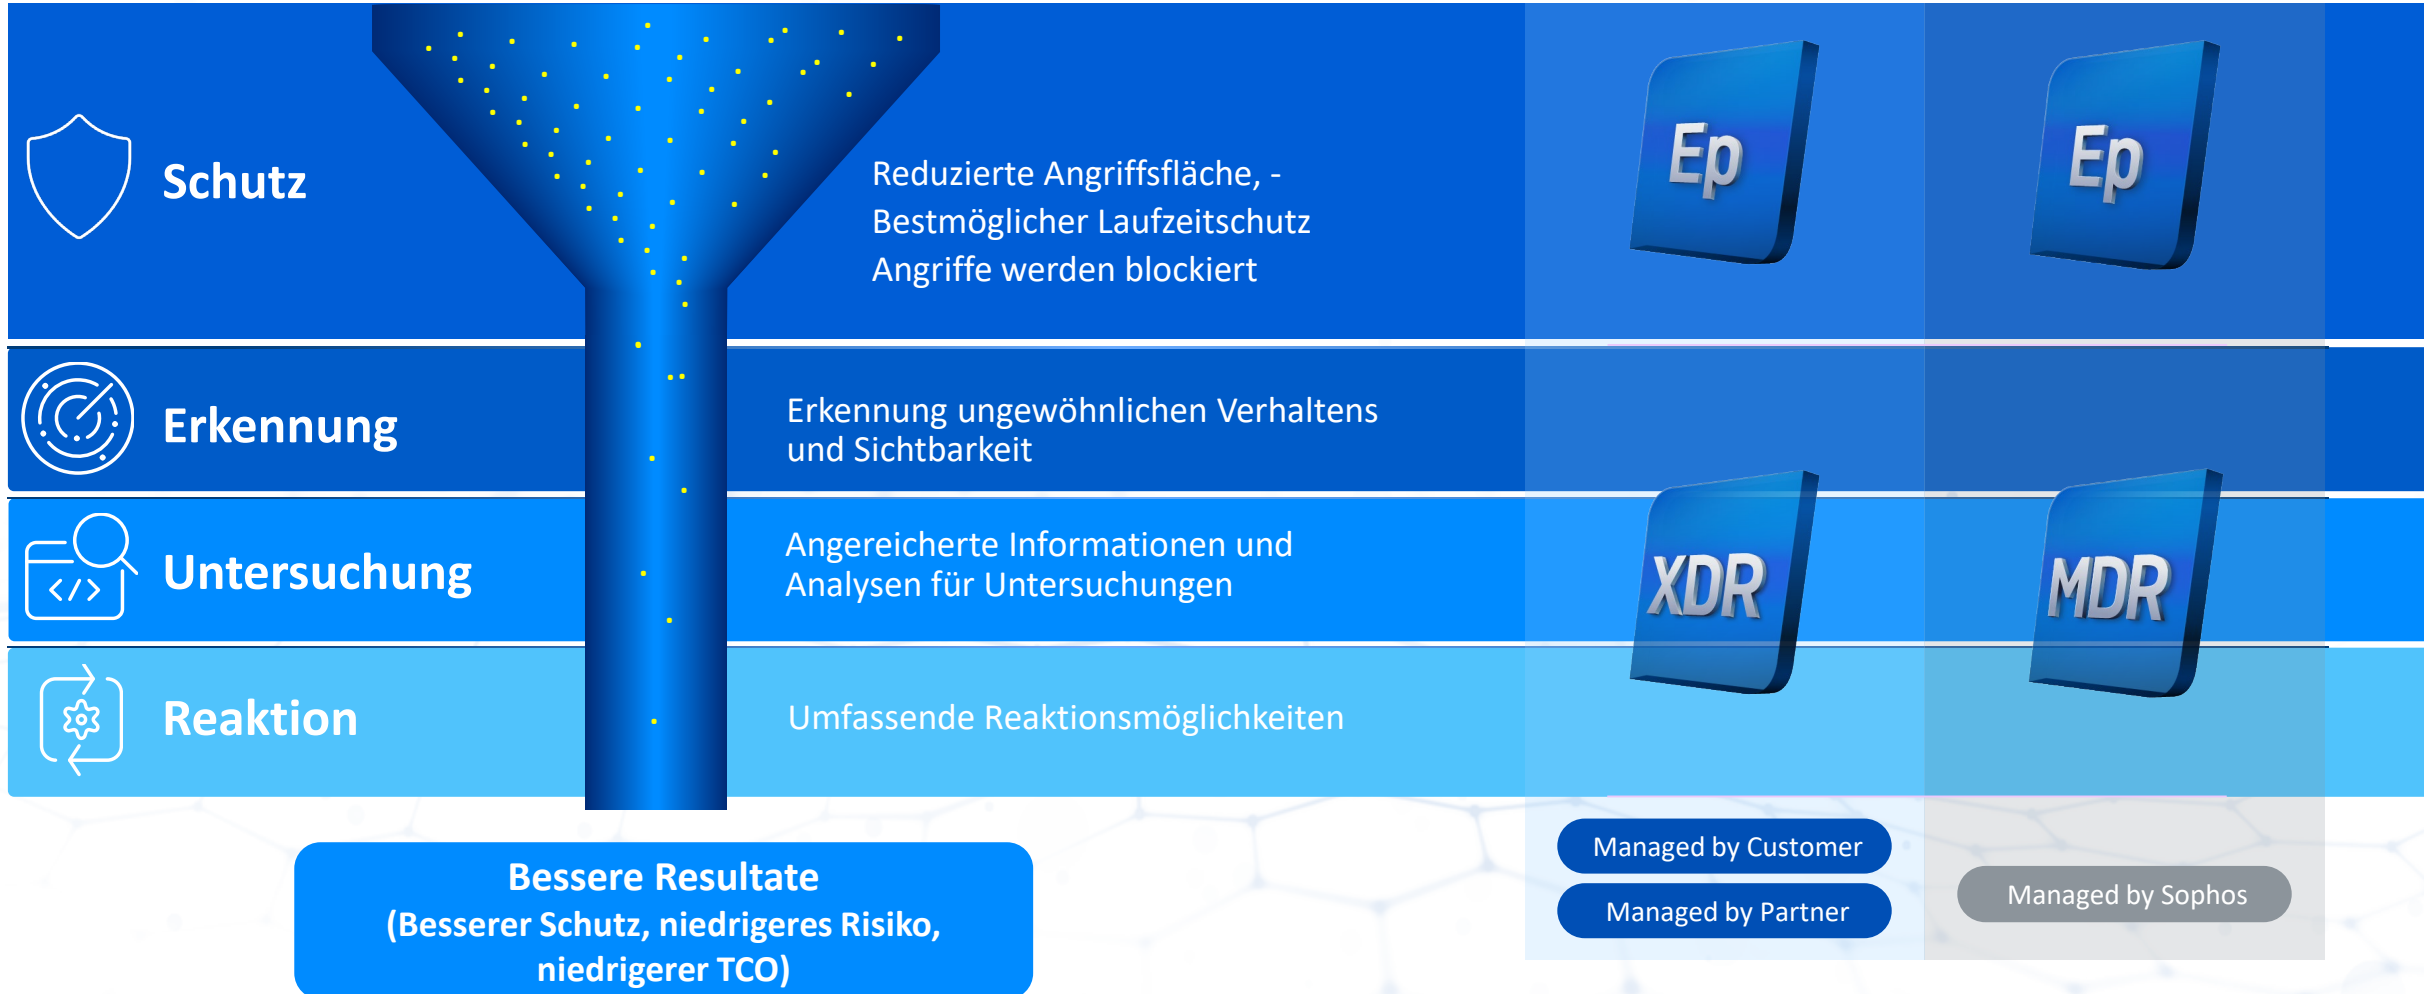 Schutz
Reduzierte Angriffsfläche, -
Bestmöglicher Laufzeitschutz
Angriffe werden blockiert
Ep
Ep
Erkennung
Erkennung ungewöhnlichen Verhaltens
und Sichtbarkeit
Untersuchung
</>
Angereicherte Informationen und
Analysen für Untersuchungen
XDR
MDR
Reaktion
Umfassende Reaktionsmöglichkeiten
Bessere Resultate
(Besserer Schutz, niedrigeres Risiko,
niedrigerer TCO)
Managed by Customer
Managed by Partner
Managed by Sophos